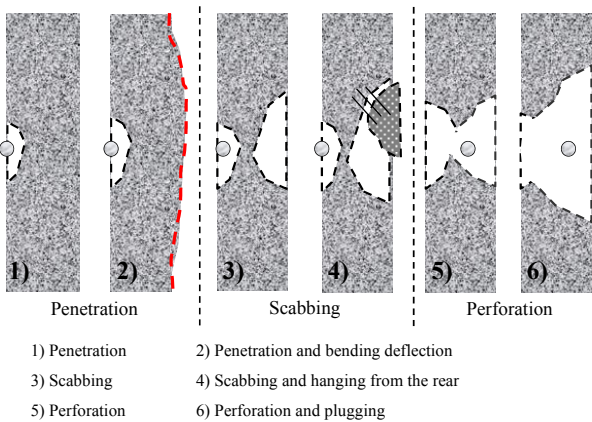 1)
2)
3)
4)
5)
6)
Penetration
Scabbing
Perforation
1) Penetration
2) Penetration and bending deflection
3) Scabbing
4) Scabbing and hanging from the rear
5) Perforation
6) Perforation and plugging